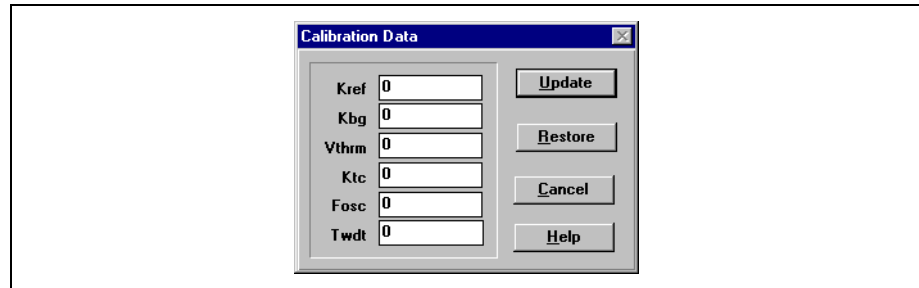 Calibration Data
Kref 0
Kbg 0
Vthrm 0
Ktc 0
Fosc 0
Twdt 0
Update
Restore
Cancel
Help